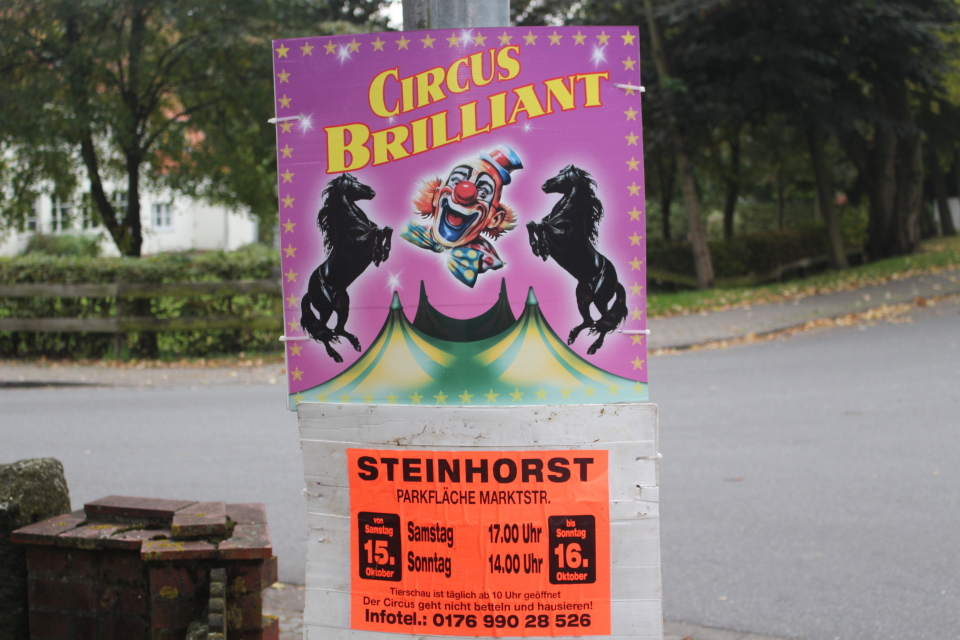 CIRCUS
BRILLIANT
STEINHORST
PARKFLÄCHE MARKTSTR.
von
Samstag
15.
Oktober
Samstag 17.00 Uhr
Sonntag 14.00 Uhr
bis
Sonntag
16.
Oktober
Tierschau ist täglich ab 10 Uhr geöffnet
Der Circus geht nicht betteln und hausieren!
Infotel.: 0176 990 28 526